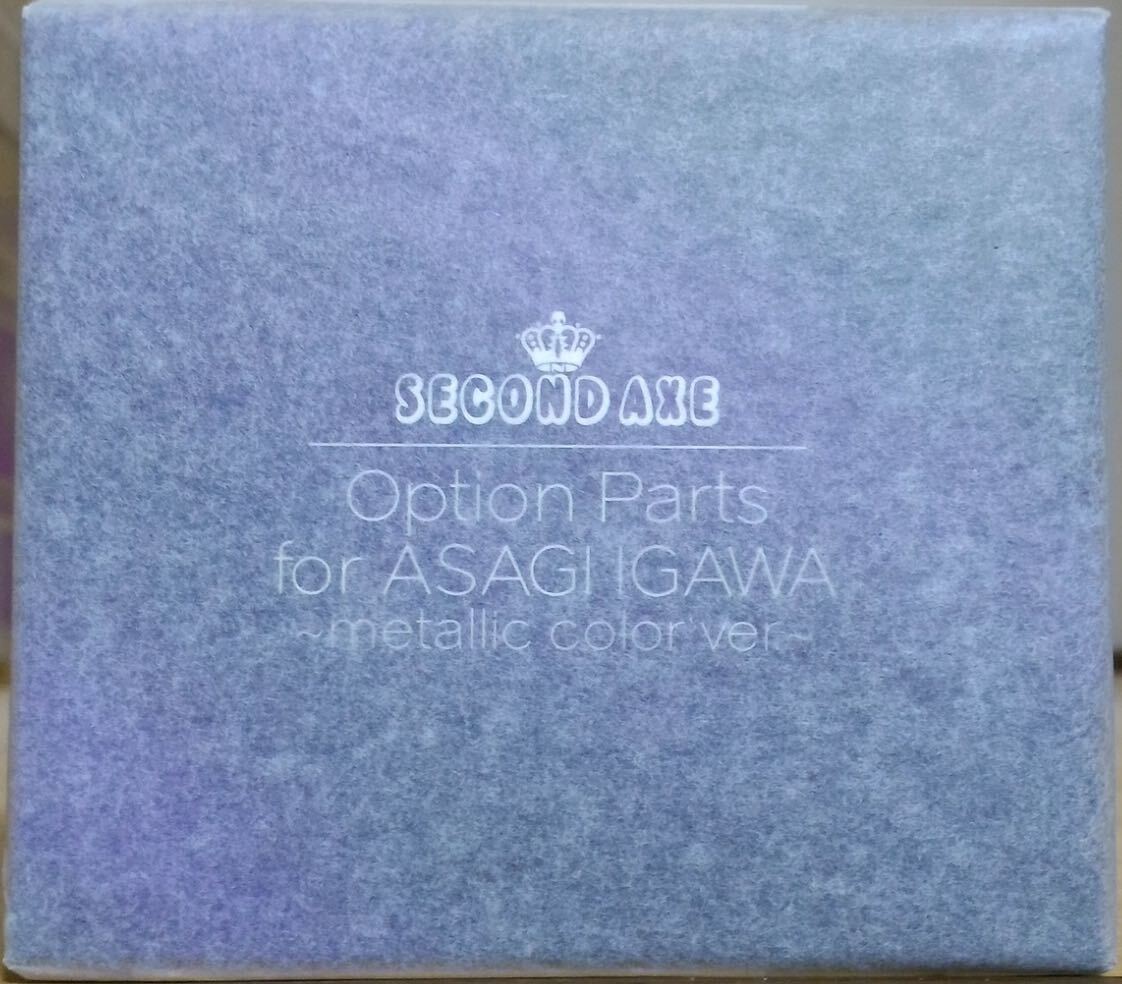 SECOND AXE
Option Parts
for ASAGI IGAWA
~metallic color ver~